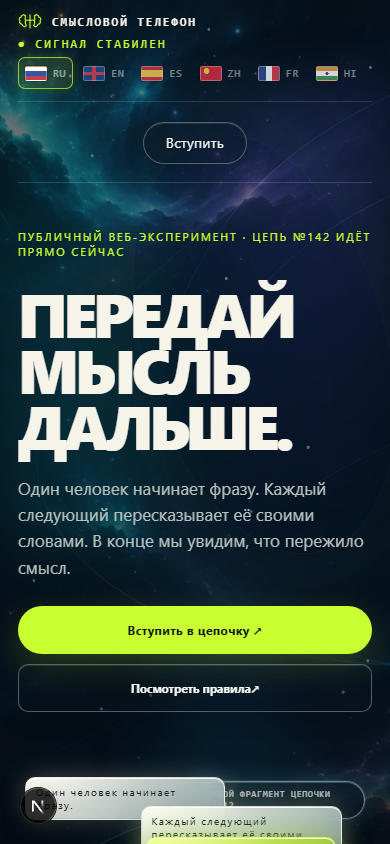 СМЫСЛОВОЙ ТЕЛЕФОН
СИГНАЛ СТАБИЛЕН
RU EN ES ZH FR HI
Вступить
ПУБЛИЧНЫЙ ВЕБ-ЭКСПЕРИМЕНТ · ЦЕПЬ №142 ИДЁТ
ПРЯМО СЕЙЧАС
ПЕРЕДАЙ
МЫСЛЬ
ДАЛЬШЕ.
Один человек начинает фразу. Каждый
следующий пересказывает её своими
словами. В конце мы увидим, что пережило
смысл.
Вступить в цепочку ↗
Посмотреть правила↗
Один человек начинает
ФРАГМЕНТ ЦЕПОЧКИ
N
Каждый следующий
пересказывает её своими